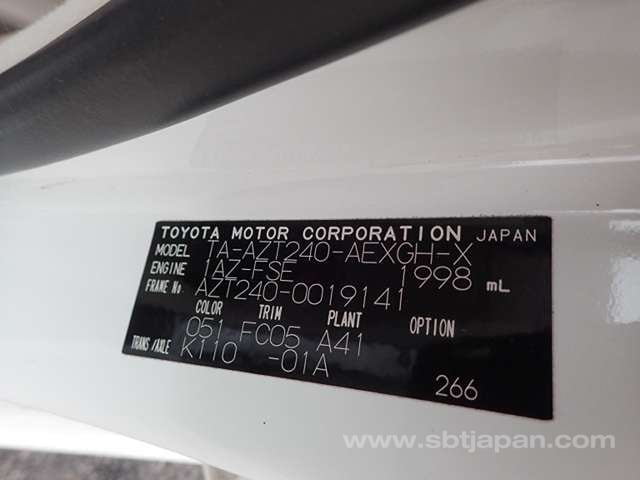 TOYOTA MOTOR CORPORATION JAPAN
MODEL TA-AZT240-AEXGH-X
ENGINE 1AZ-FSE 1998 mL
FRAME No AZT240-0019141
COLOR TRIM PLANT OPTION
051 FC05 A41
TRANS/AXLE K110 -01A
266
www.sbtjapan.com